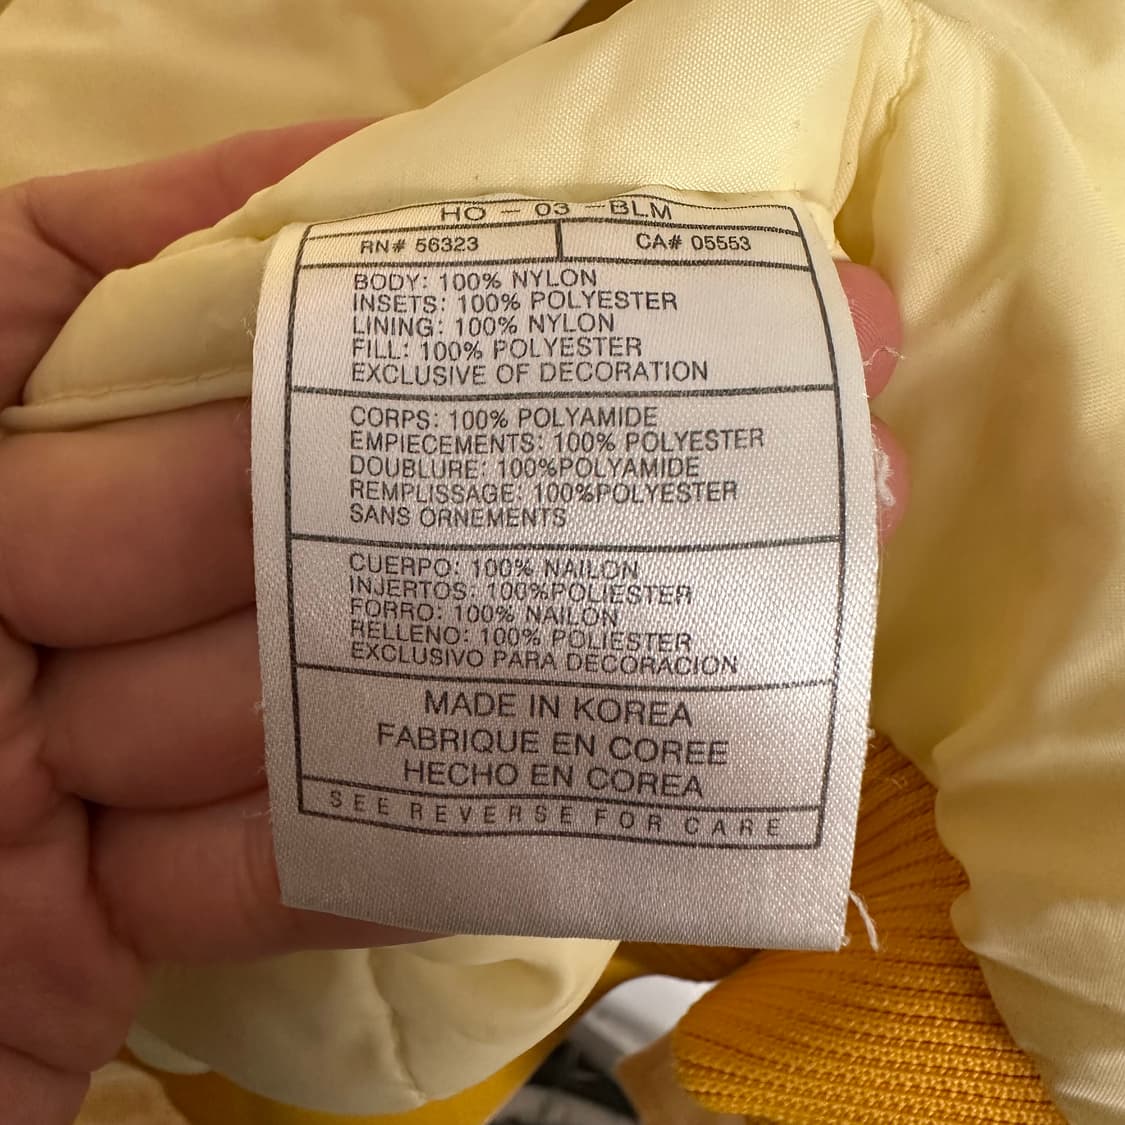 HO - 03 -BLM
RN# 56323
CA# 05553
BODY: 100% NYLON
INSETS: 100% POLYESTER
LINING: 100% NYLON
FILL: 100% POLYESTER
EXCLUSIVE OF DECORATION
CORPS: 100% POLYAMIDE
EMPIECEMENTS: 100% POLYESTER
DOUBLURE: 100%POLYAMIDE
REMPLISSAGE: 100%POLYESTER
SANS ORNEMENTS
CUERPO: 100% NAILON
INJERTOS: 100%POLIESTER
FORRO: 100% NAILON
RELLENO: 100% POLIESTER
EXCLUSIVO PARA DECORACION
MADE IN KOREA
FABRIQUE EN COREE
HECHO EN COREA
SEE REVERSE FOR CARE